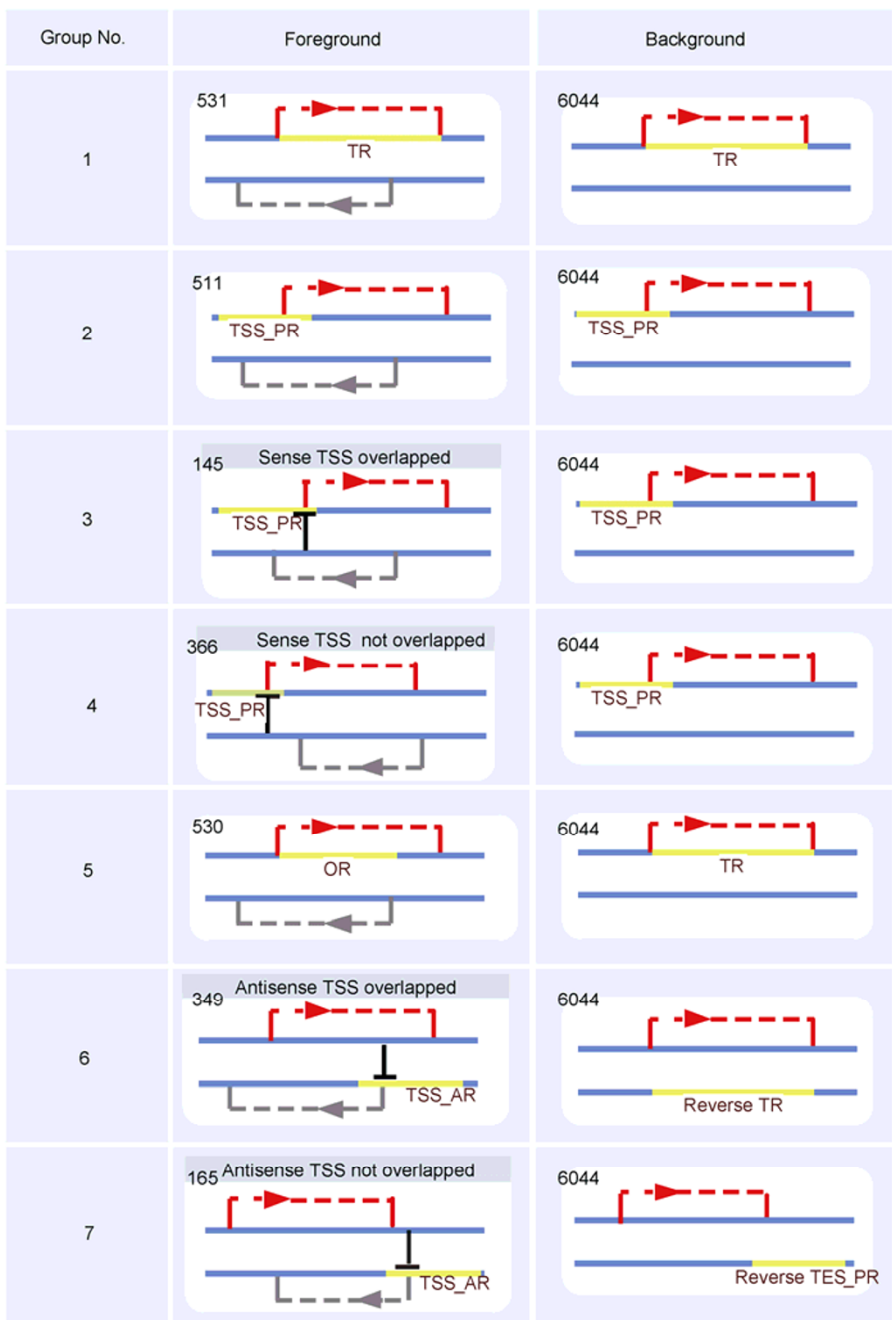 Group No. Foreground Background
1
531
TR
6044
TR
2
511
TSS_PR
6044
TSS_PR
3
Sense TSS overlapped
145
TSS_PR
6044
TSS_PR
4
Sense TSS not overlapped
366
TSS_PR
6044
TSS_PR
5
530
OR
6044
TR
6
Antisense TSS overlapped
349
TSS_AR
6044
Reverse TR
7
Antisense TSS not overlapped
165
TSS_AR
6044
Reverse TES_PR